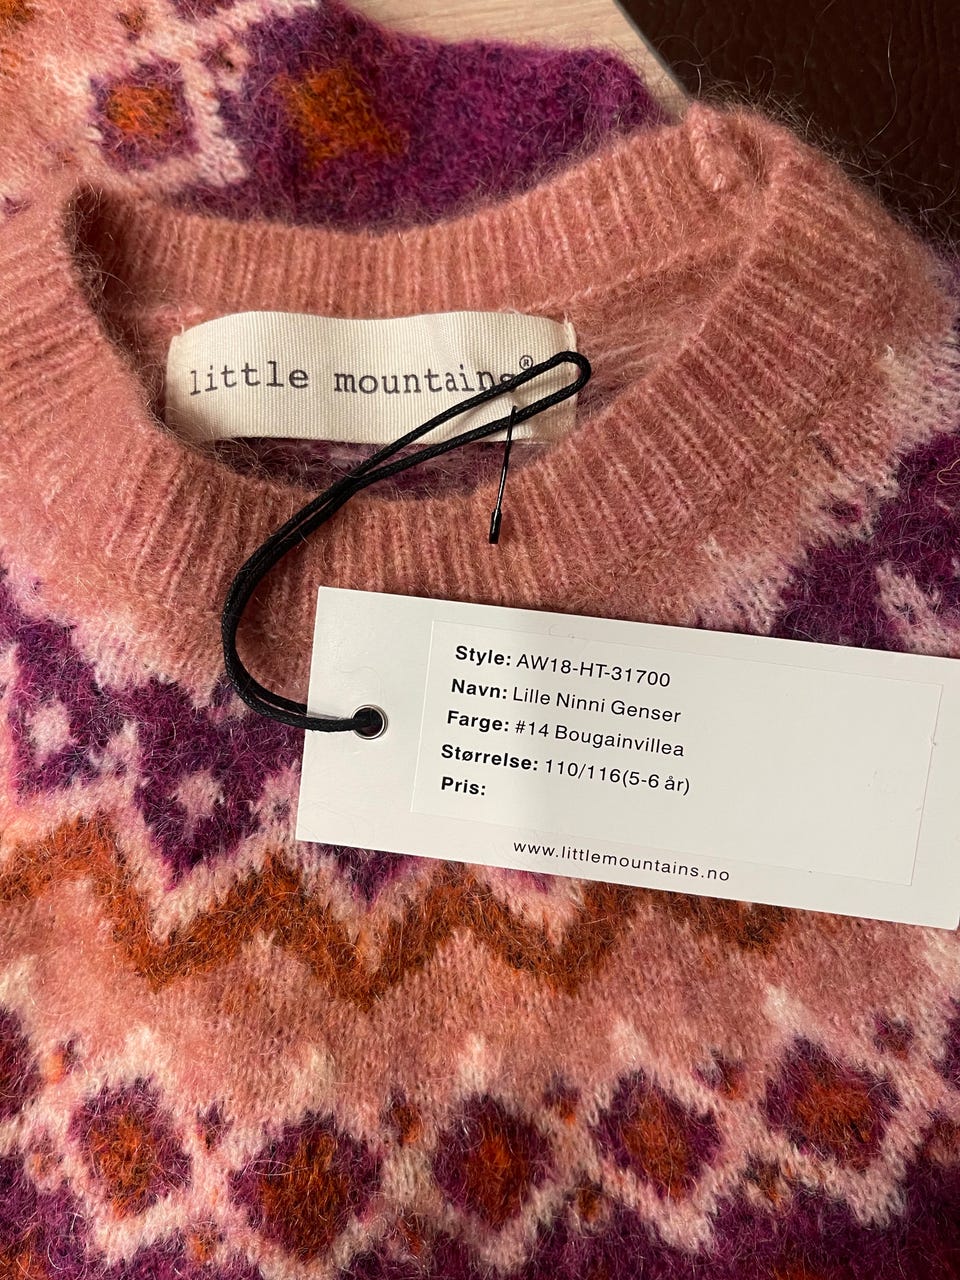 little mountains®
Style: AW18-HT-31700
Navn: Lille Ninni Genser
Farge: #14 Bougainvillea
Størrelse: 110/116(5-6 år)
Pris:
www.littlemountains.no